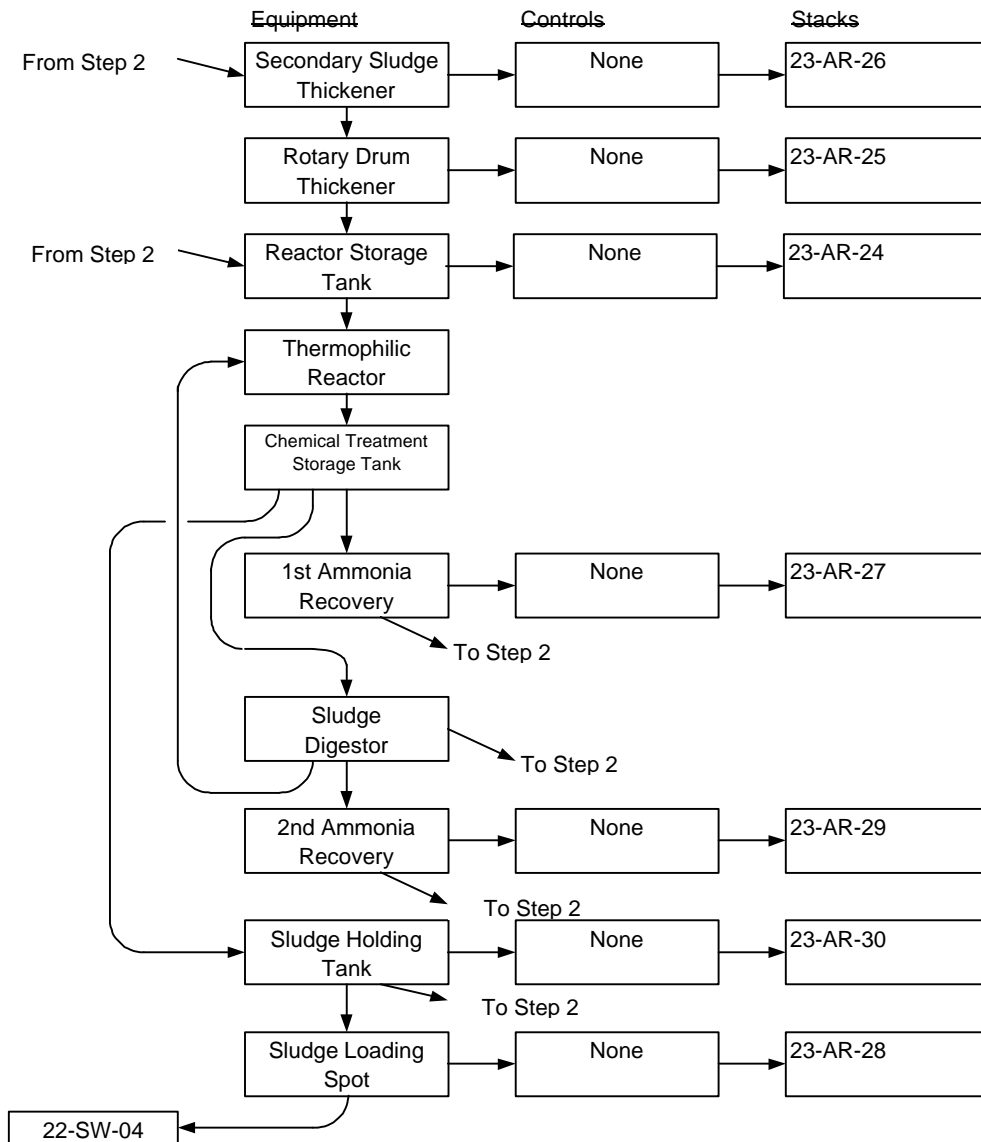 Equipment
Controls
Stacks
From Step 2
Secondary Sludge
Thickener
None
23-AR-26
Rotary Drum
Thickener
None
23-AR-25
From Step 2
Reactor Storage
Tank
None
23-AR-24
Thermophilic
Reactor
Chemical Treatment
Storage Tank
1st Ammonia
Recovery
None
23-AR-27
To Step 2
Sludge
Digestor
To Step 2
2nd Ammonia
Recovery
None
23-AR-29
To Step 2
Sludge Holding
Tank
None
23-AR-30
To Step 2
Sludge Loading
Spot
None
23-AR-28
22-SW-04